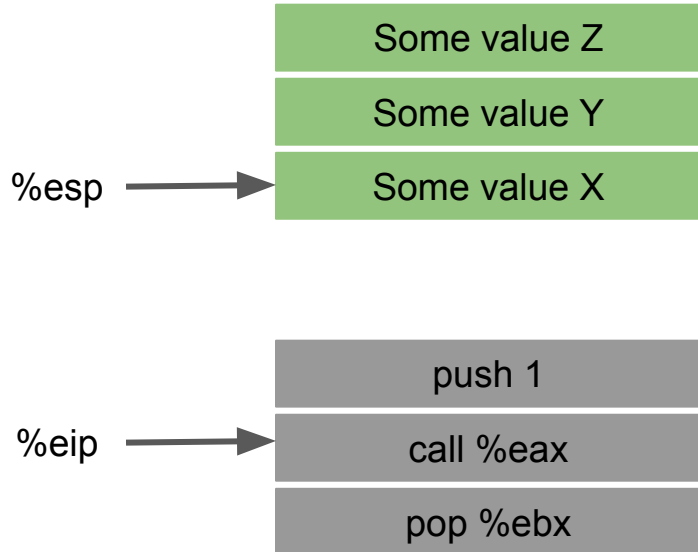 Some value Z
Some value Y
%esp
Some value X
push 1
%eip
call %eax
pop %ebx